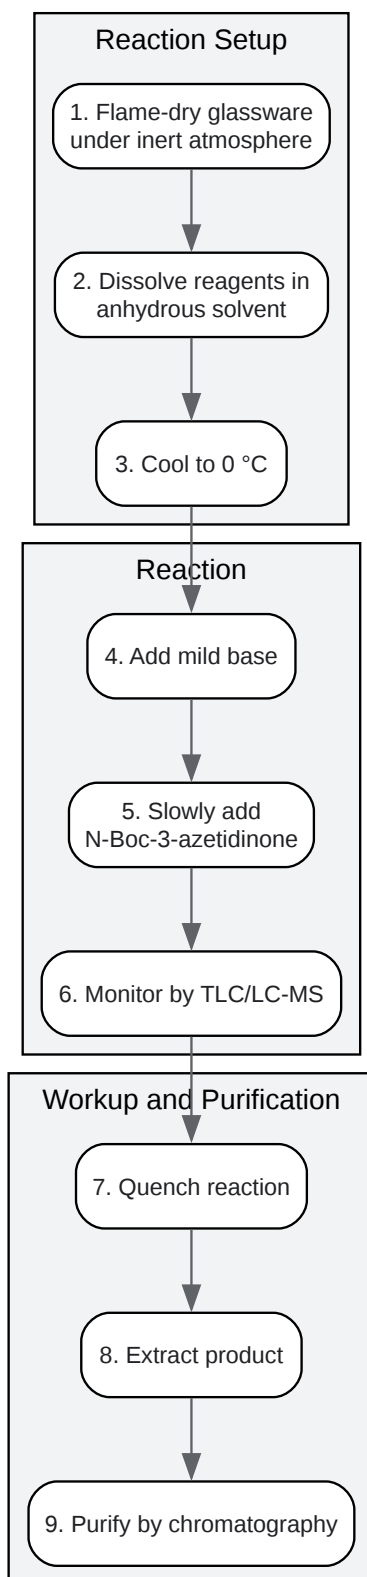 Reaction Setup
1. Flame-dry glassware
under inert atmosphere
2. Dissolve reagents in
anhydrous solvent
3. Cool to 0 °C
Reaction
4. Add mild base
5. Slowly add
N-Boc-3-azetidinone
6. Monitor by TLC/LC-MS
Workup and Purification
7. Quench reaction
8. Extract product
9. Purify by chromatography